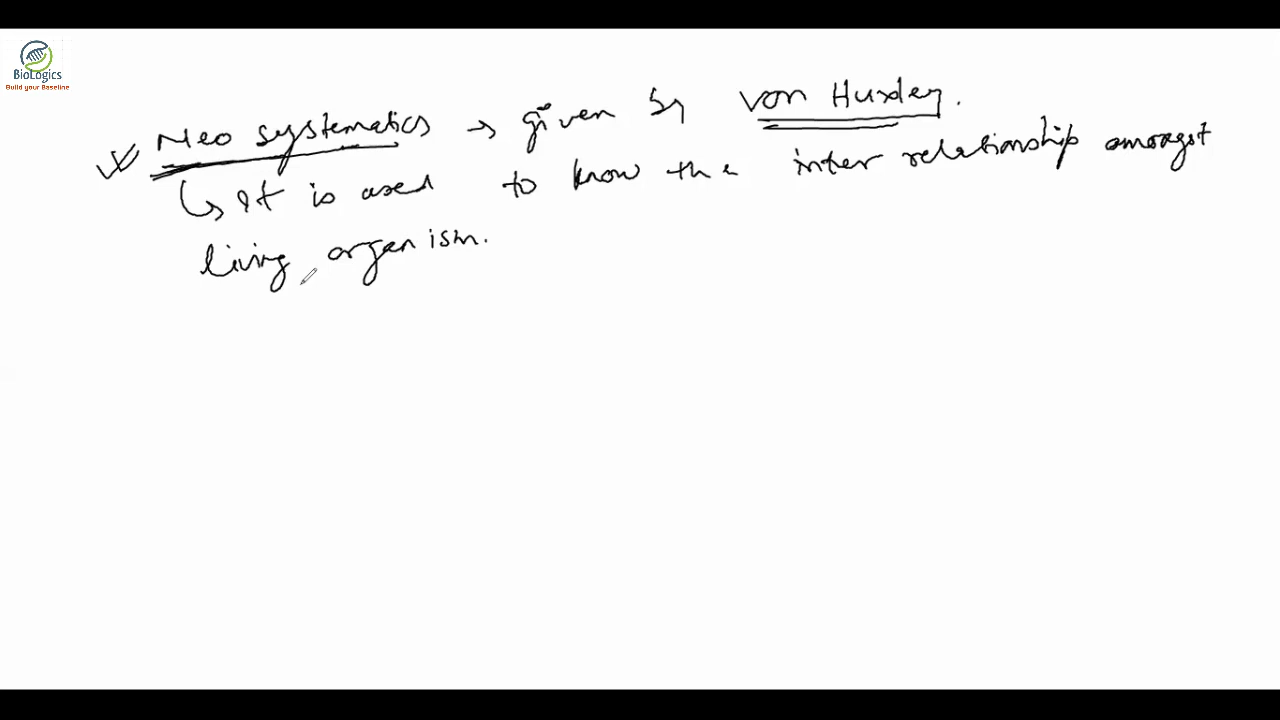 BioLogics
Build your Baseline
Neo systematics → given by von Huxley.
↳ It is used to know the inter relationship amongst
living organism.